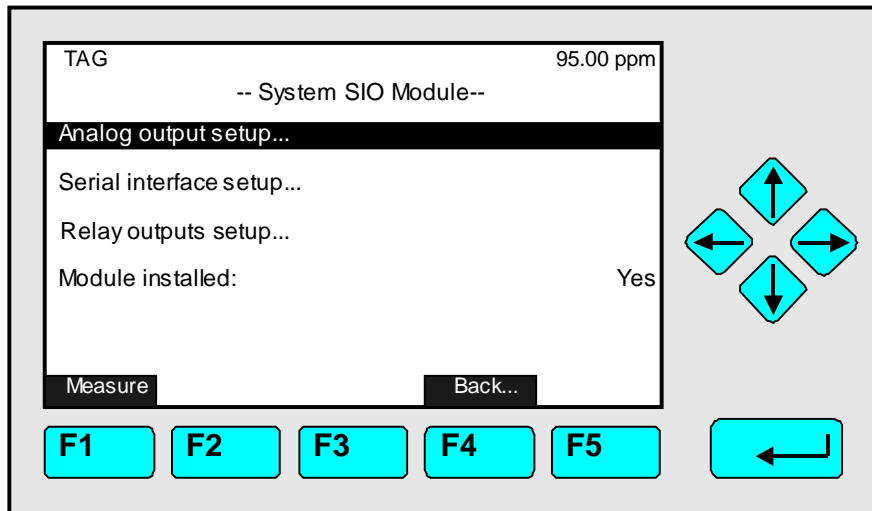 TAG 95.00 ppm
-- System SIO Module--
Analog output setup...
Serial interface setup...
Relay outputs setup...
Module installed: Yes
Measure Back...
F1 F2 F3 F4 F5